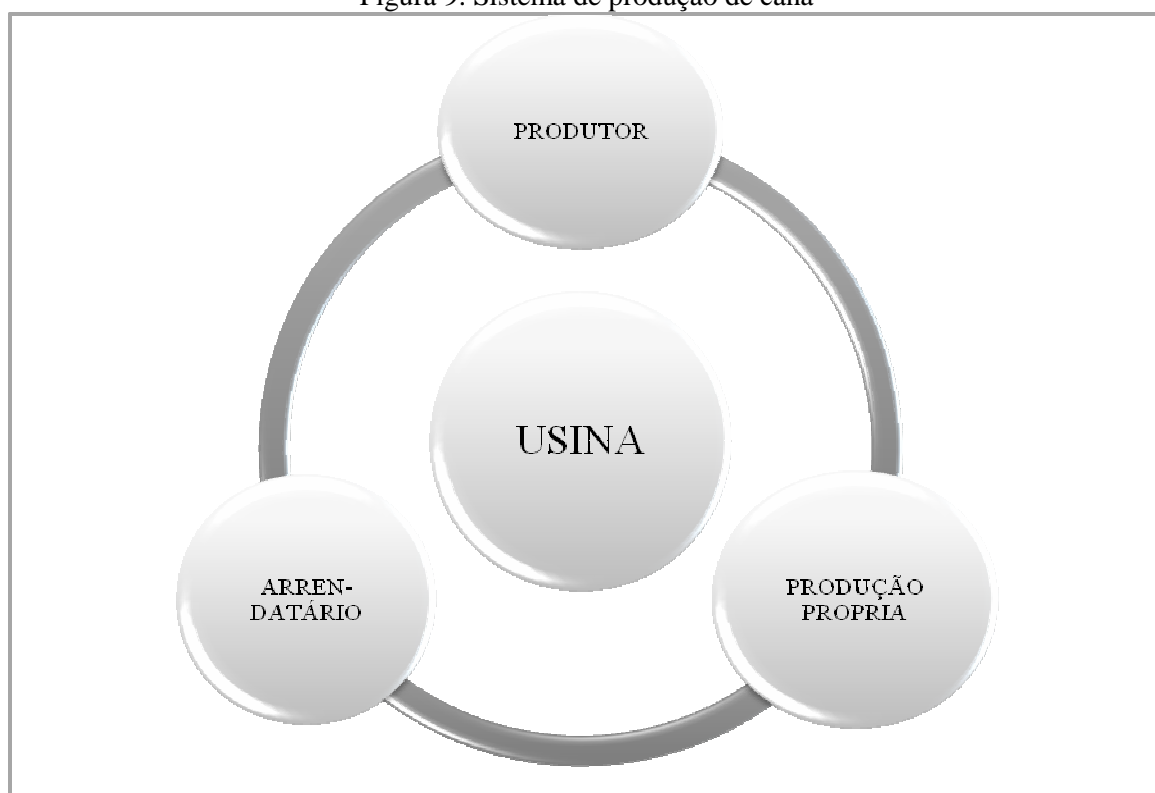 Figura 9. Sistema de produção de cana
PRODUTOR
USINA
ARREN-
DATÁRIO
PRODUÇÃO
PROPRIA